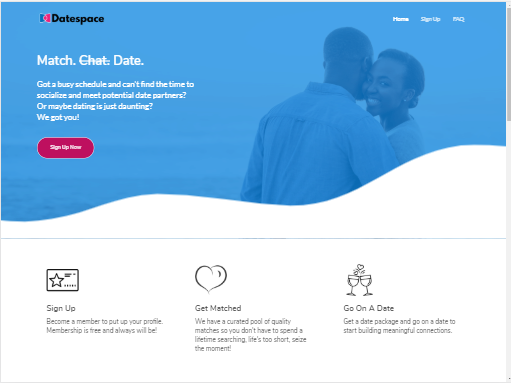 Datespace
Home Sign Up FAQ
Match. Chat. Date.
Got a busy schedule and can't find the time to
socialize and meet potential date partners?
Or maybe dating is just daunting?
We got you!
Sign Up Now
Sign Up
Become a member to put up your profile.
Membership is free and always will be!
Get Matched
We have a curated pool of quality
matches so you don't have to spend a
lifetime searching, life's too short, seize
the moment!
Go On A Date
Get a date package and go on a date to
start building meaningful connections.